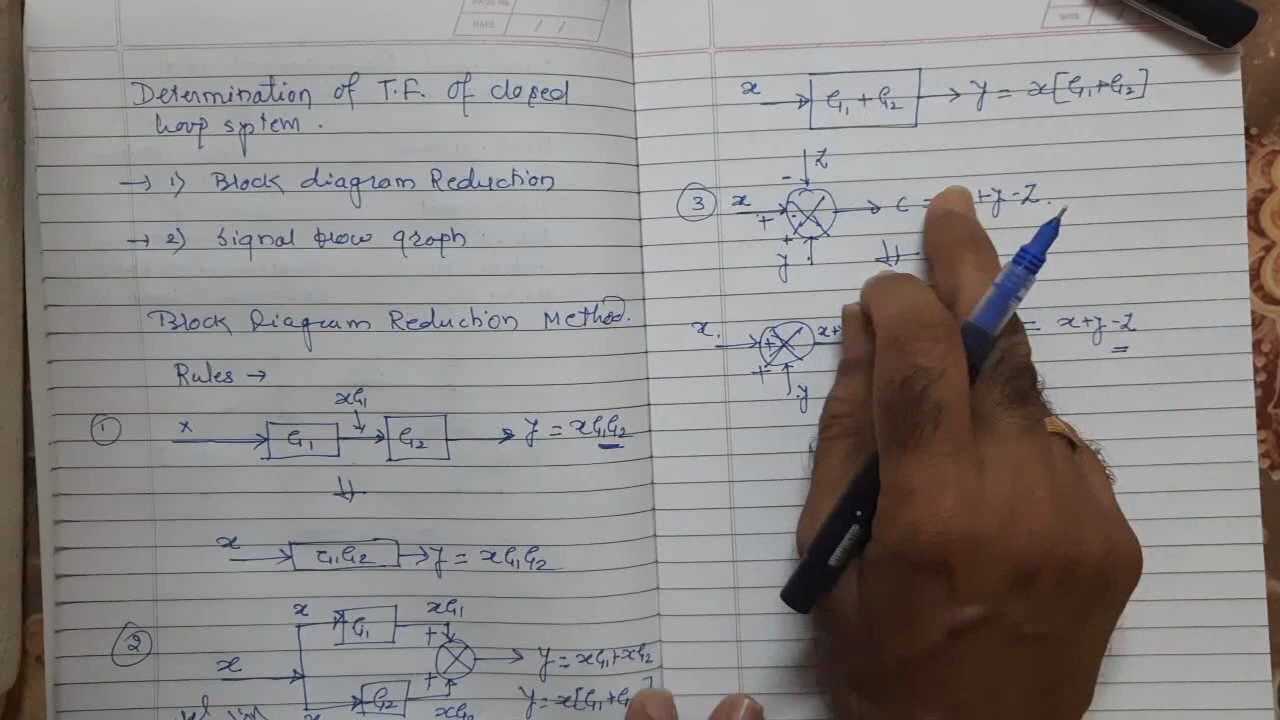 DATE / /
Determination of T.F. of closed
loop system.
→ 1) Block diagram Reduction
→ 2) Signal flow graph
Block Diagram Reduction Method.
Rules →
xG1
① x G1 G2 y = xG1G2
⇓
x G1G2 y = xG1G2
② x G1 xG1
+
x y = xG1+xG2
+
G2 y = x[G1+G
x xG2
DATE
x G1 + G2 y = x[G1+G2]
- z
③ x + c = +y-z.
+
y
⇓
x. + x+ = x+y-z
+
y